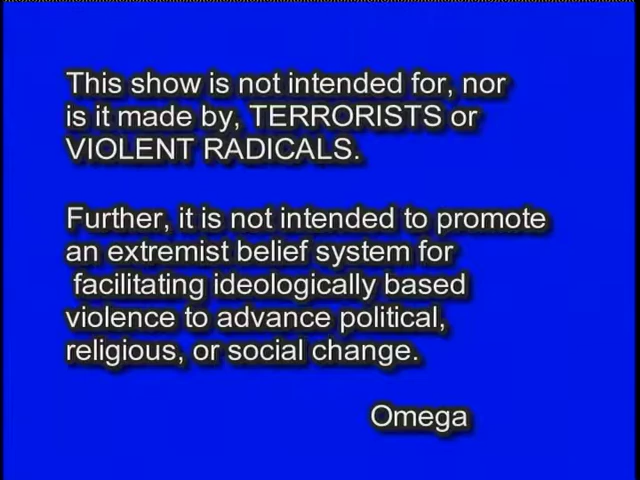 This show is not intended for, nor
is it made by, TERRORISTS or
VIOLENT RADICALS.
Further, it is not intended to promote
an extremist belief system for
facilitating ideologically based
violence to advance political,
religious, or social change.
Omega